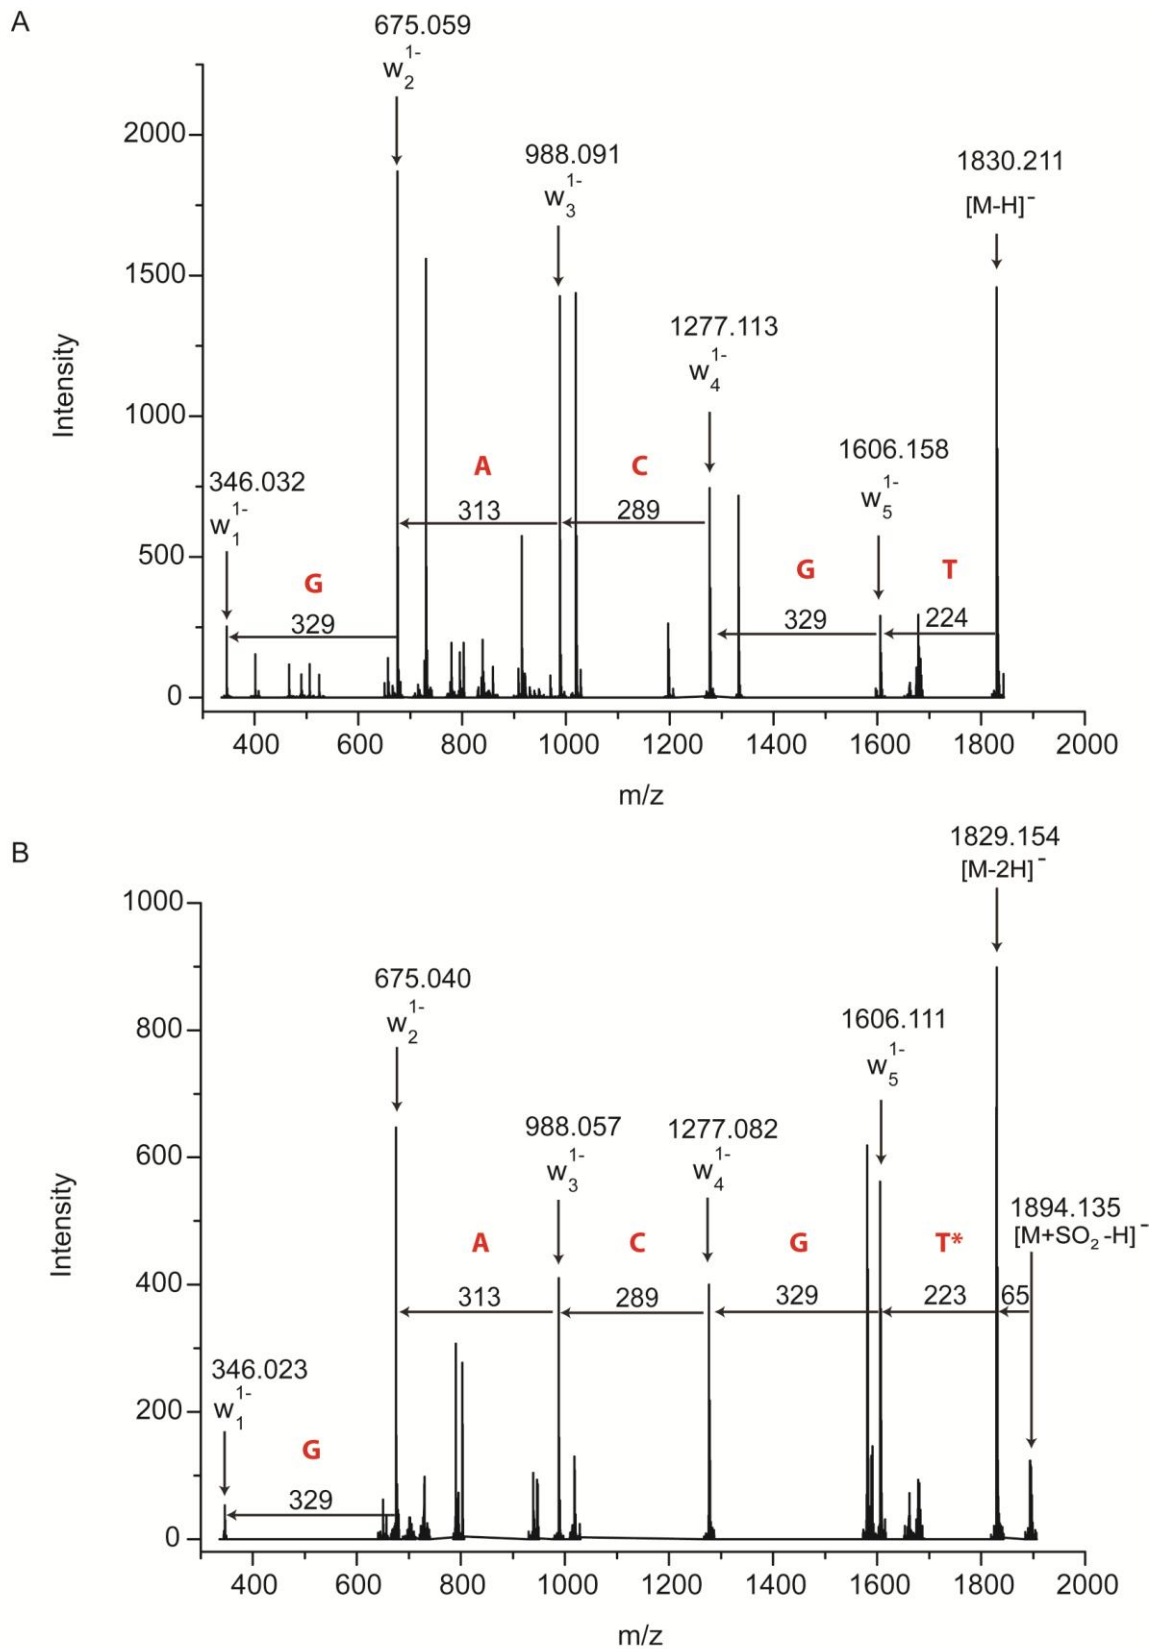 A
675.059
w2 1-
2000
988.091
w3 1-
1830.211
[M-H]-
1500
1277.113
w4 1-
Intensity
1000
1606.158
w5 1-
346.032
w1 1-
A
C
313
289
500
G
G
T
329
329
224
0
400 600 800 1000 1200 1400 1600 1800 2000
m/z
B
1829.154
[M-2H]-
1000
675.040
w2 1-
1606.111
w5 1-
800
988.057
w3 1-
1277.082
w4 1-
600
1894.135
[M+SO2-H]-
Intensity
A
C
G
T*
313
289
329
223
65
400
346.023
w1 1-
200
G
329
0
400 600 800 1000 1200 1400 1600 1800 2000
m/z